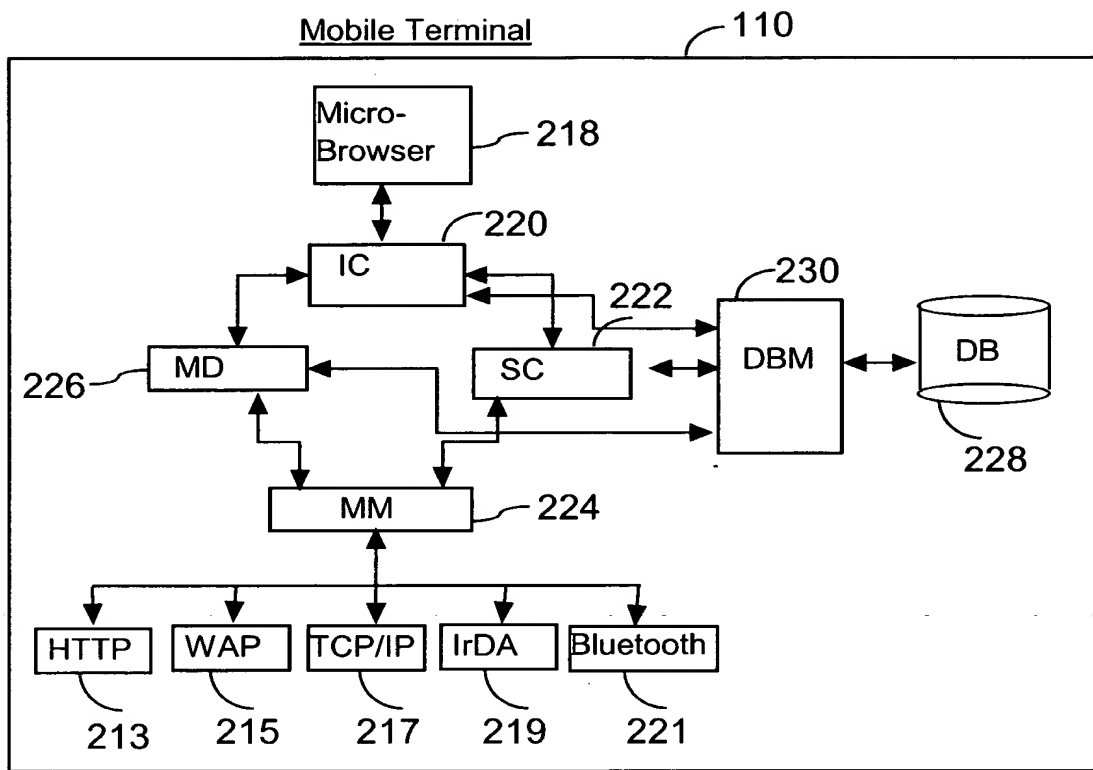 Mobile Terminal
110
Micro-
Browser
218
220
IC
230
222
MD
SC
DBM
DB
226
228
MM
224
HTTP
WAP
TCP/IP
IrDA
Bluetooth
213
215
217
219
221